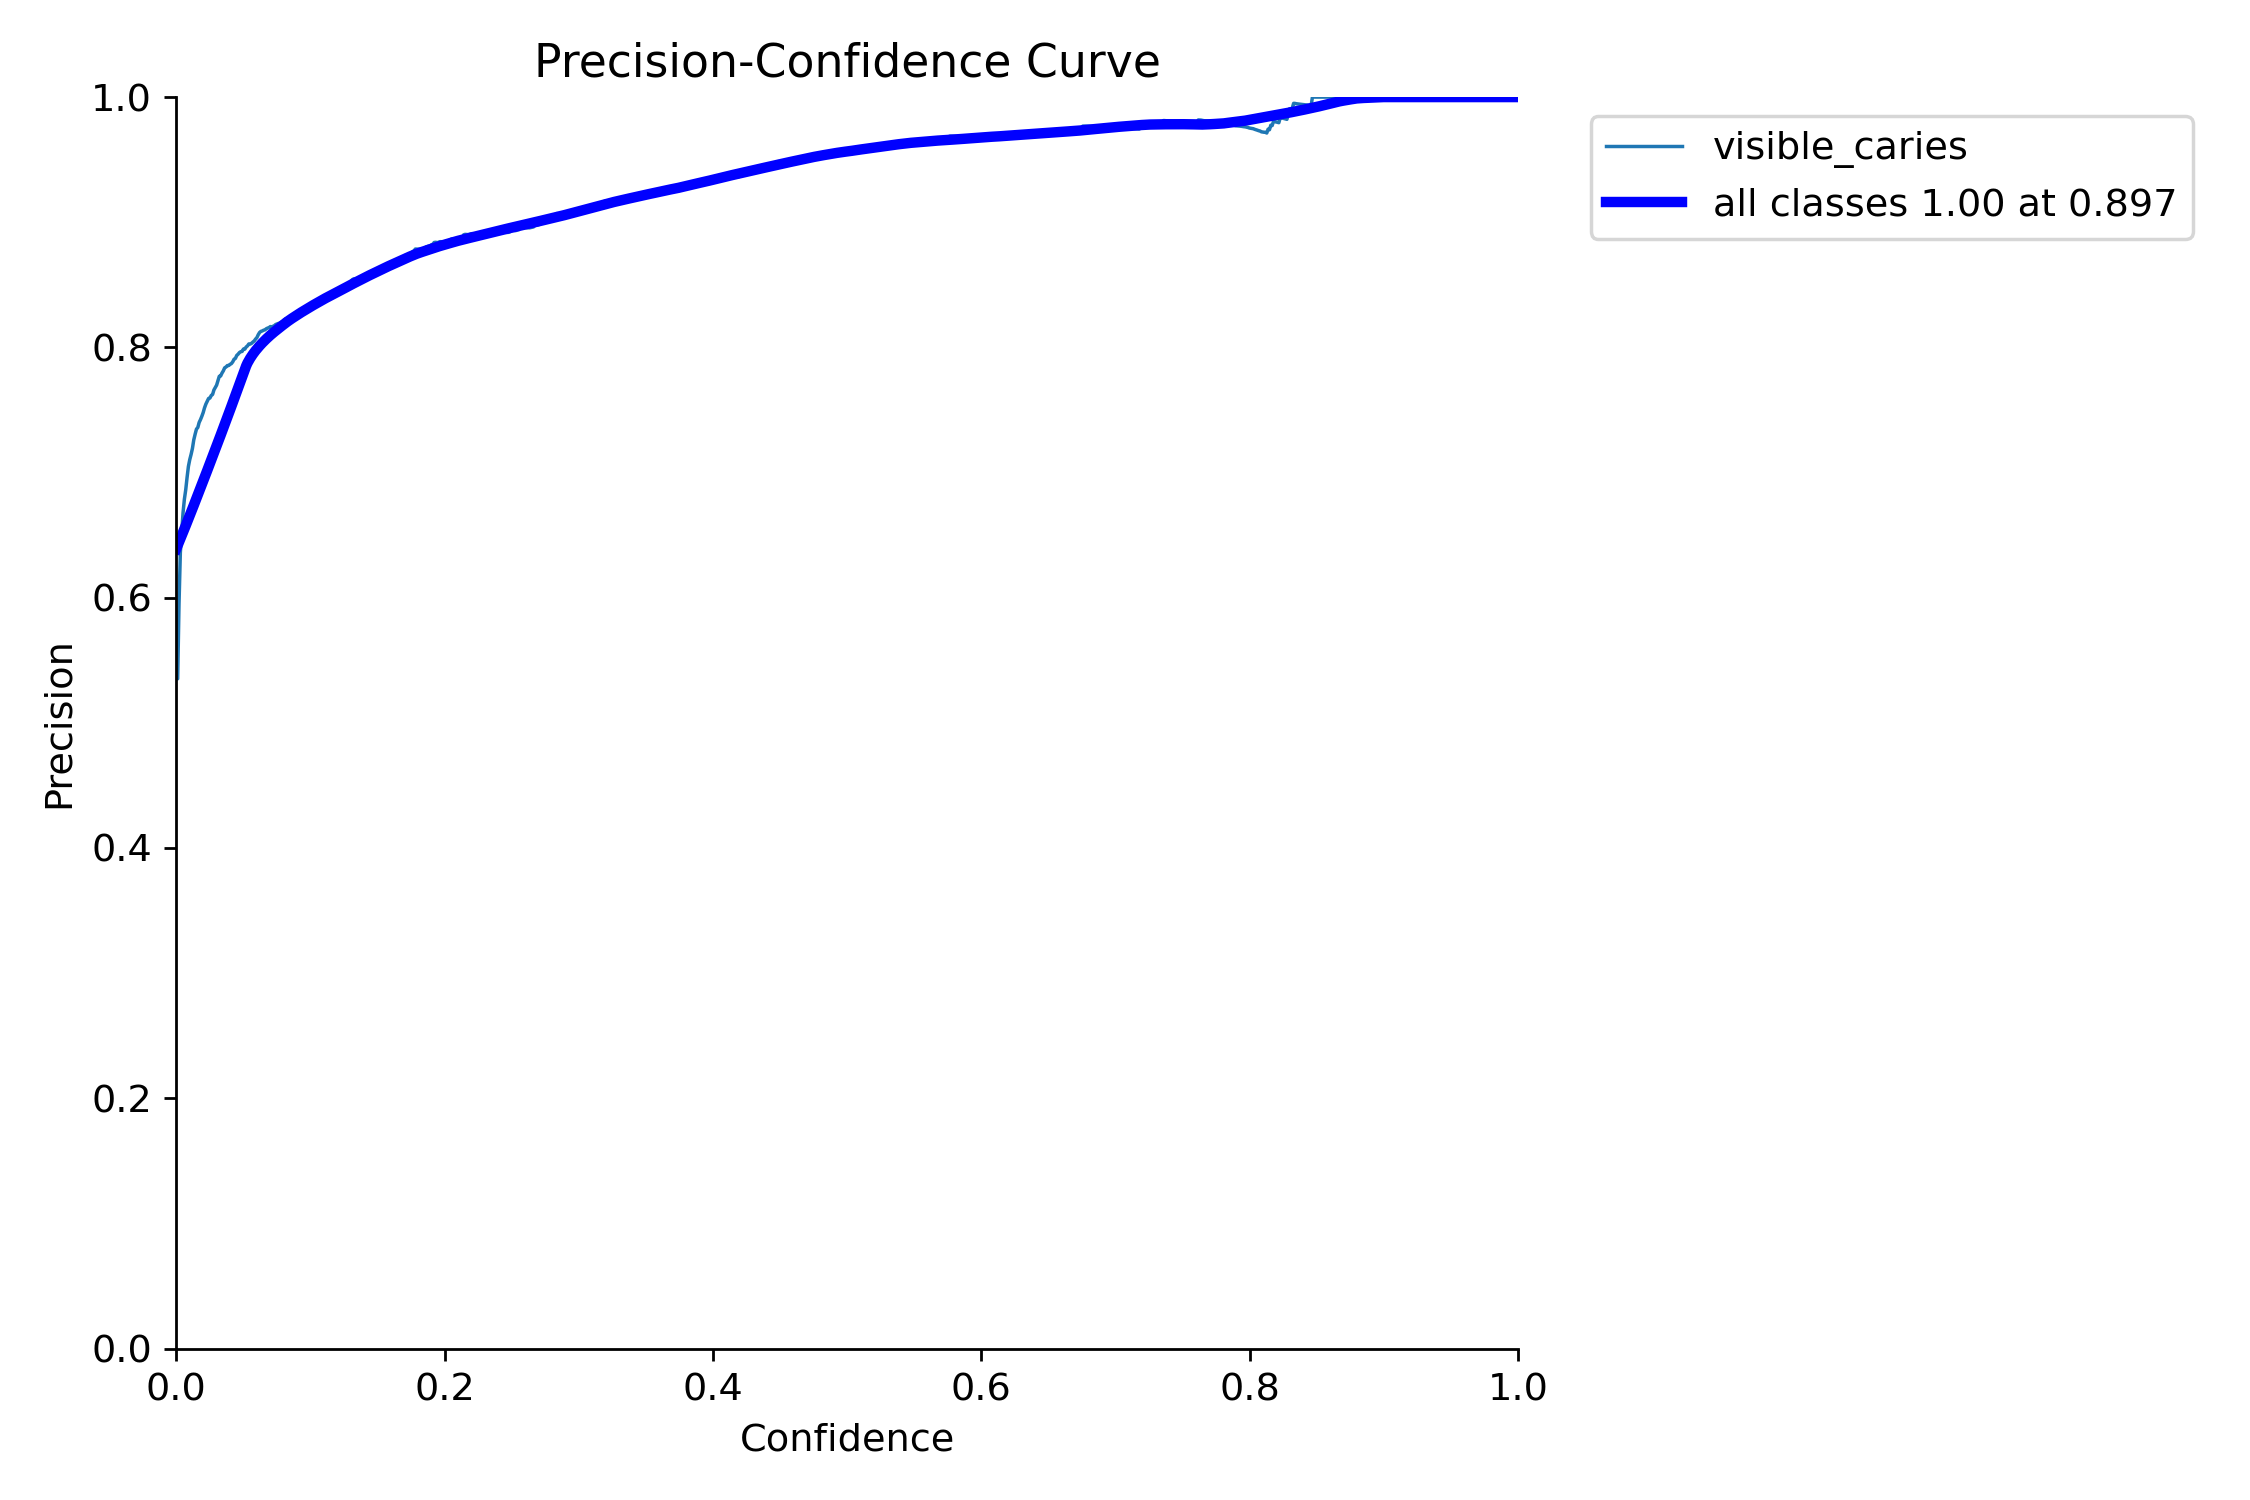 Precision-Confidence Curve
1.0
0.8
0.6
0.4
0.2
0.0
Precision
0.0 0.2 0.4 0.6 0.8 1.0
Confidence
visible_caries
all classes 1.00 at 0.897